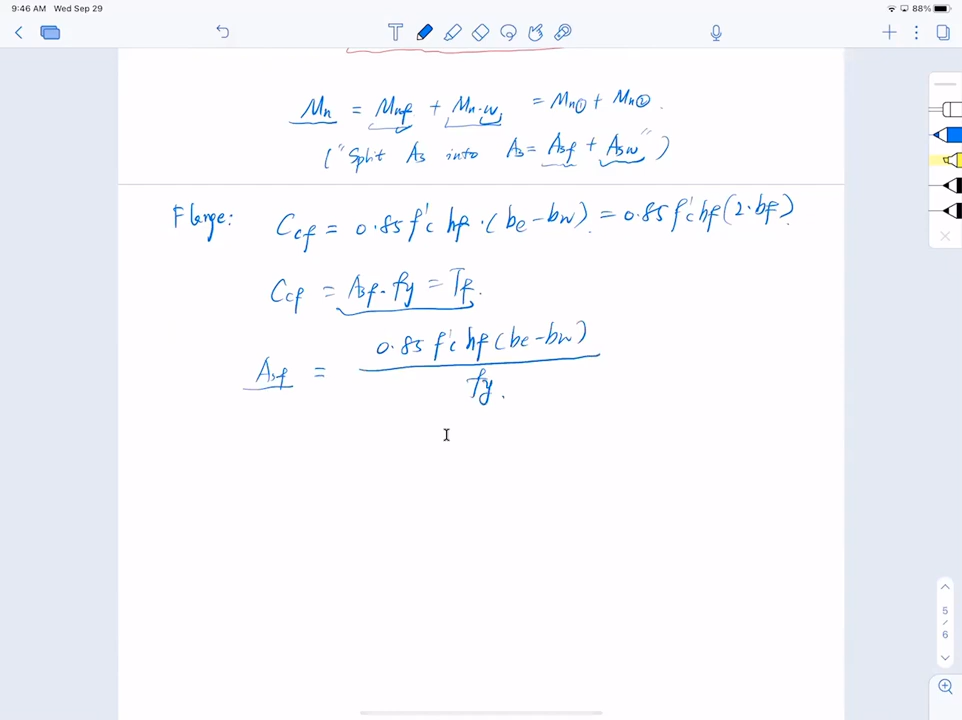 9:46 AM Wed Sep 29
88%
Mn = Mnf + Mn.w = Mn① + Mn②.
("Split As into As = Asf + Asw")
Flange: Ccf = 0.85 f'c hf · (be - bw). = 0.85 f'c hf (2·bf)
Ccf = Asf · fy = Tf.
Asf = 0.85 f'c hf (be - bw) / fy.
5
/
6